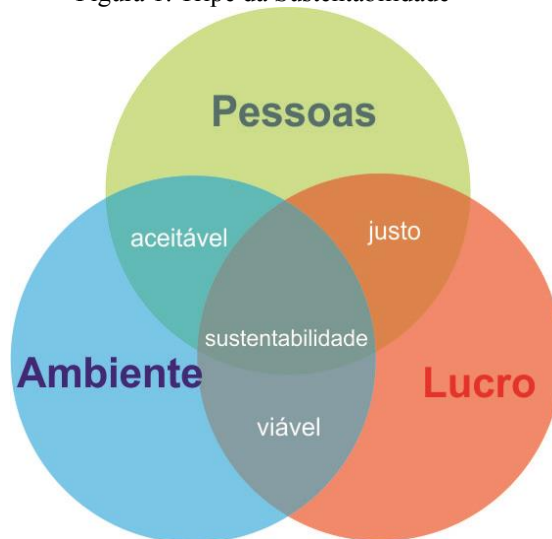 Pessoas
aceitável
justo
sustentabilidade
Ambiente
Lucro
viável